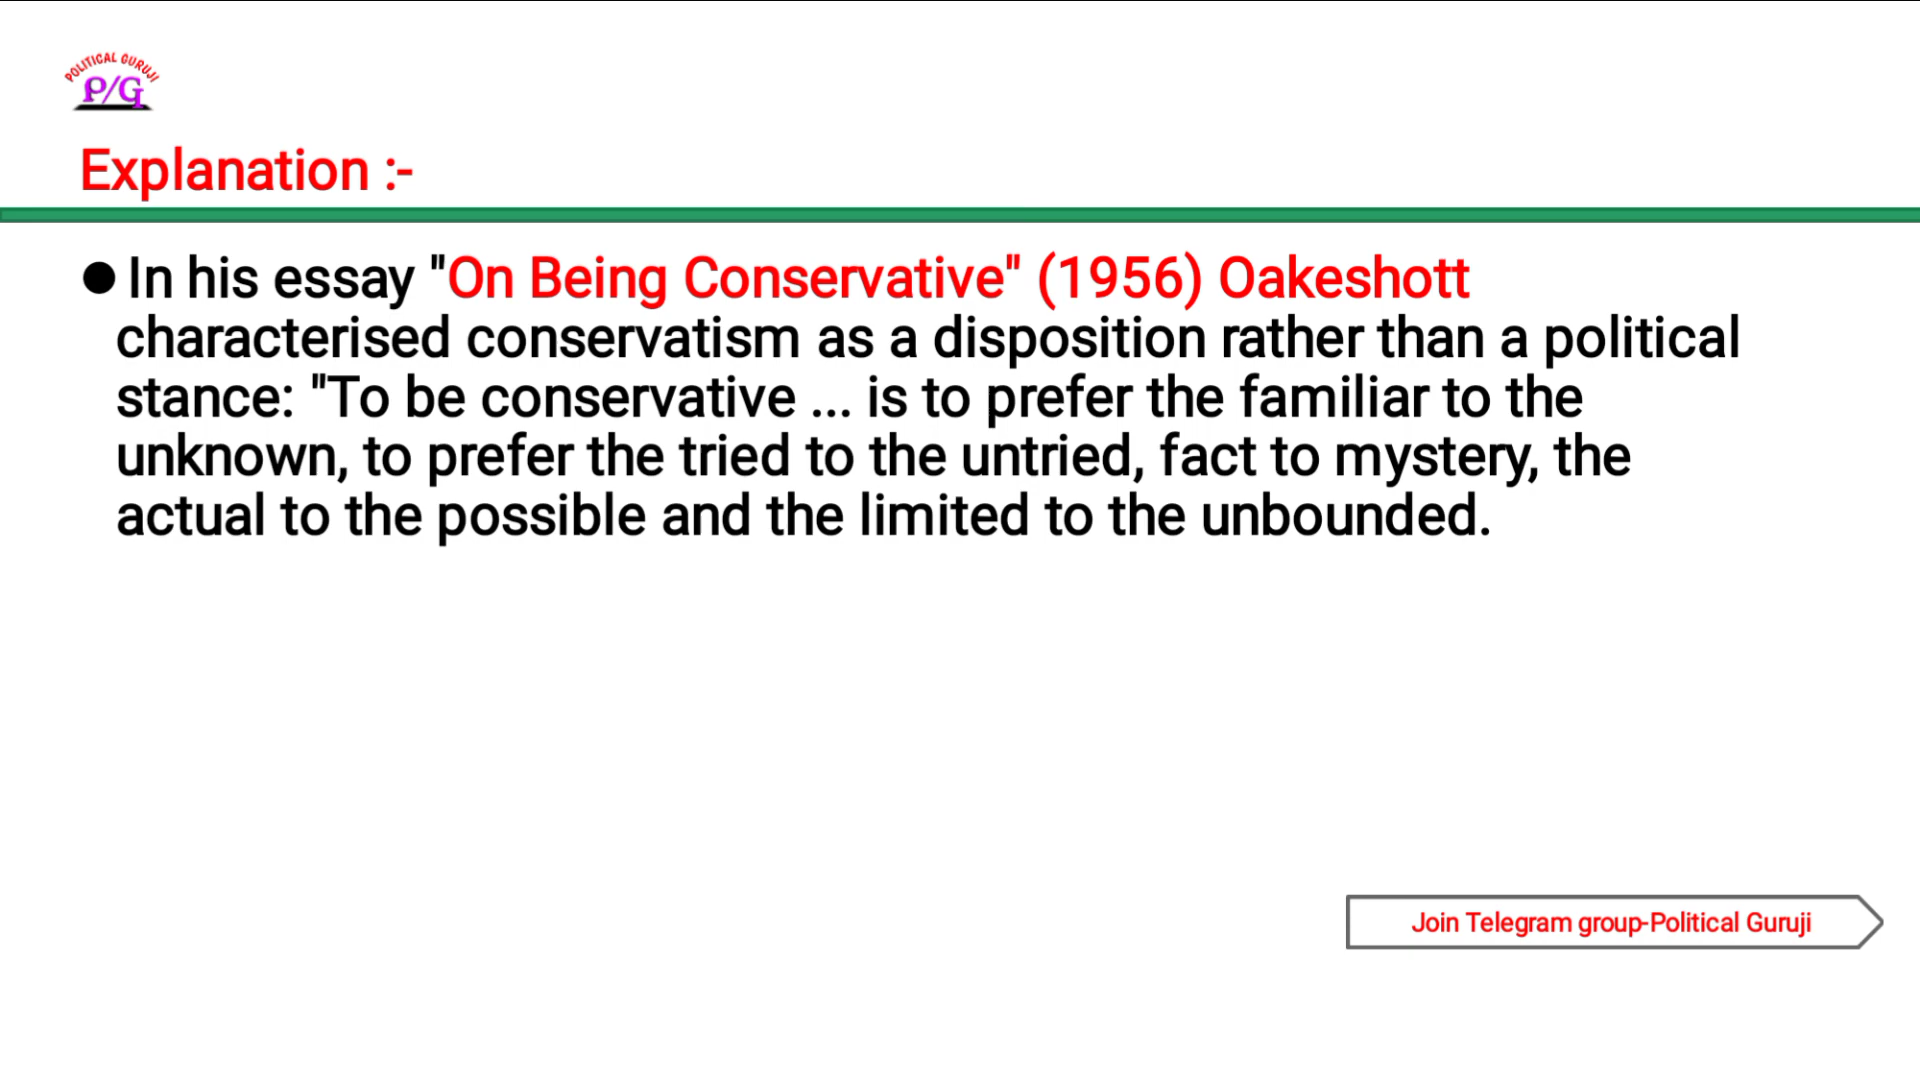 POLITICAL GURUJI
P/G
Explanation :-
●In his essay "On Being Conservative" (1956) Oakeshott
characterised conservatism as a disposition rather than a political
stance: "To be conservative ... is to prefer the familiar to the
unknown, to prefer the tried to the untried, fact to mystery, the
actual to the possible and the limited to the unbounded.
Join Telegram group-Political Guruji